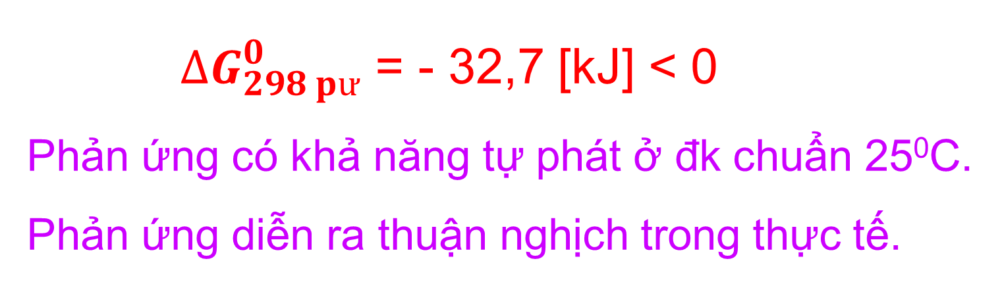 Δ𝑮⁰₂₉₈ pư = - 32,7 [kJ] < 0
Phản ứng có khả năng tự phát ở đk chuẩn 25⁰C.
Phản ứng diễn ra thuận nghịch trong thực tế.